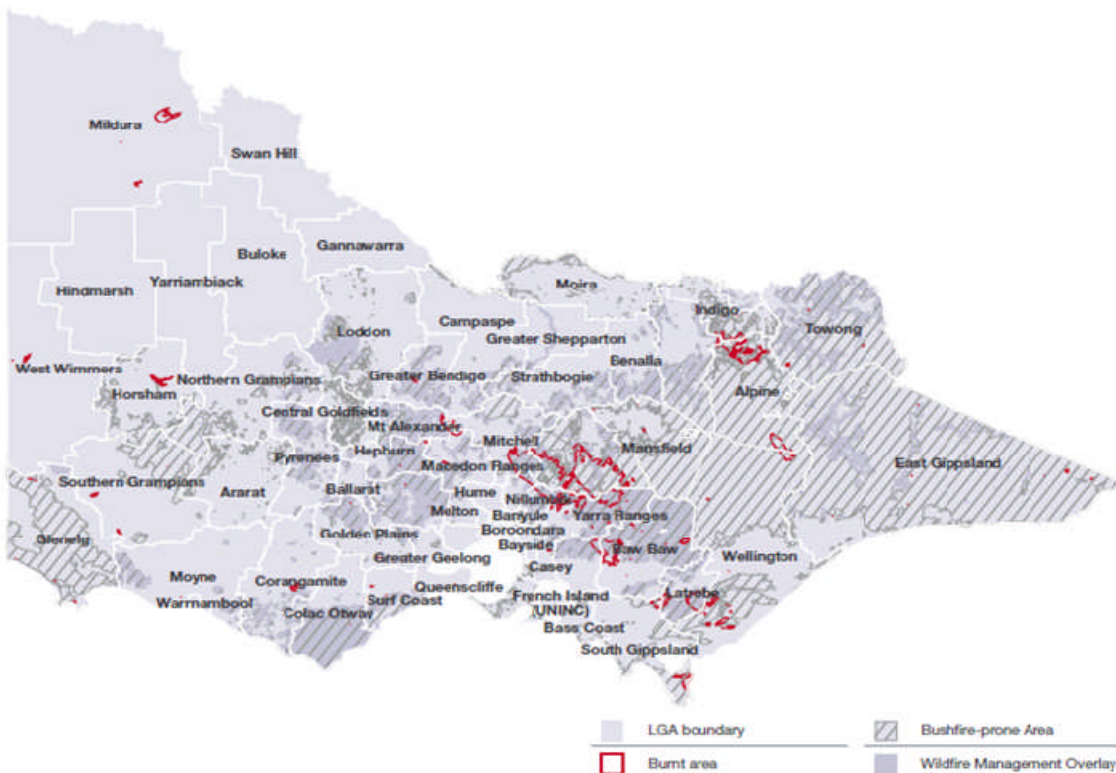 Mildura
Swan Hill
Gannawarra
Buloke
Yarriambiack
Hindmarsh
Moira
Indigo
Towong
Campaspe
Loddon
Greater Shepparton
Benalla
West Wimmera
Northern Grampians
Greater Bendigo
Strathbogie
Alpine
Horsham
Central Goldfields
Mt Alexander
Mitchell
Mansfield
Pyrenees
Hepburn
Macedon Ranges
East Gippsland
Southern Grampians
Ararat
Ballarat
Hume
Nillumbik
Melton
Banyule
Yarra Ranges
Glenelg
Golden Plains
Boroondara
Bayside
Baw Baw
Greater Geelong
Wellington
Moyne
Corangamite
Queenscliffe
Casey
Warrnambool
Surf Coast
French Island
(UNINC)
Latrobe
Colac Otway
Bass Coast
South Gippsland
LGA boundary
Bushfire-prone Area
Burnt area
Wildfire Management Overlay